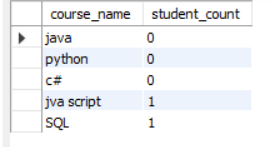 course_name student_count
java 0
python 0
c# 0
jva script 1
SQL 1